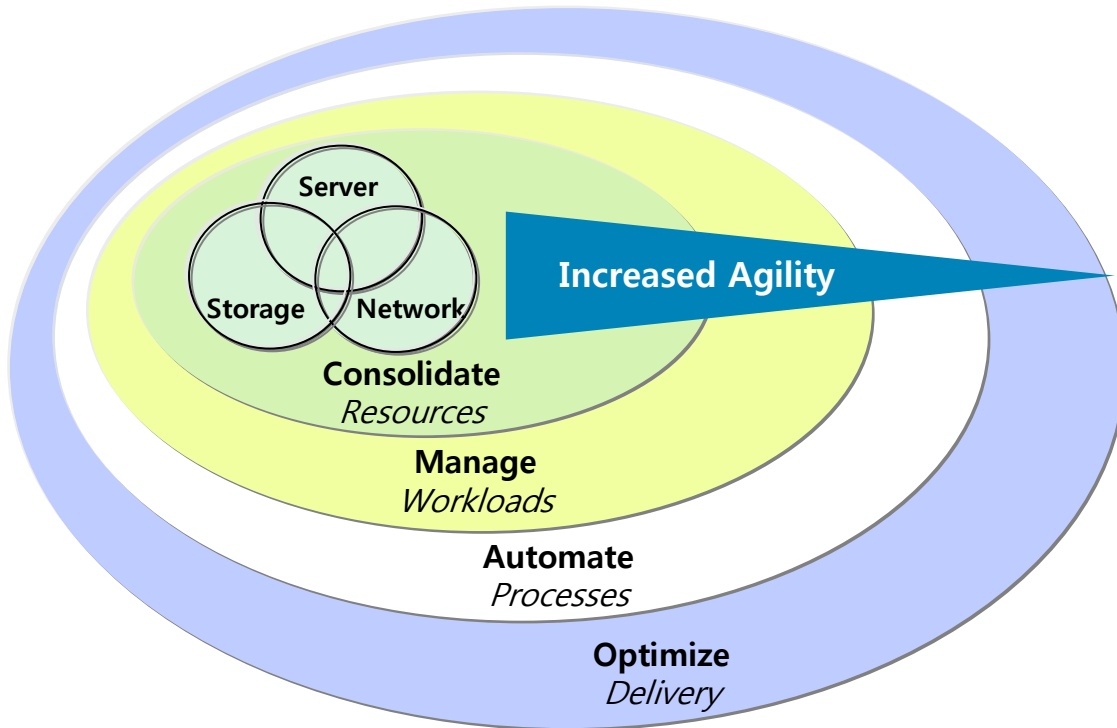 Server
Storage
Network
Increased Agility
Consolidate
Resources
Manage
Workloads
Automate
Processes
Optimize
Delivery